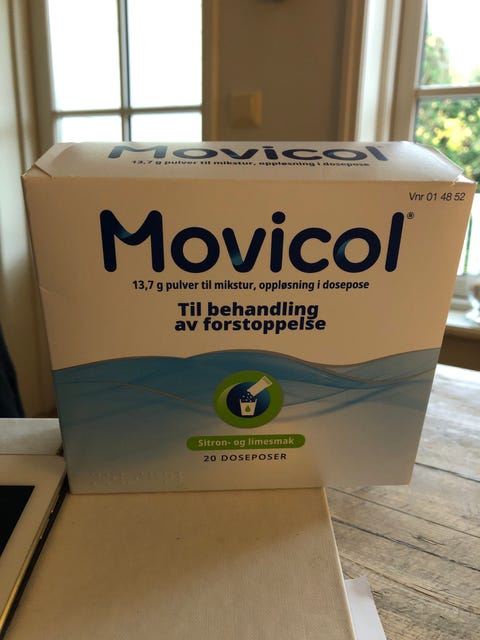 Movicol
13,7 g pulver til mikstur, oppløsning i dosepose
Vnr 01 48 52
Movicol®
13,7 g pulver til mikstur, oppløsning i dosepose
Til behandling
av forstoppelse
Sitron- og limesmak
20 DOSEPOSER